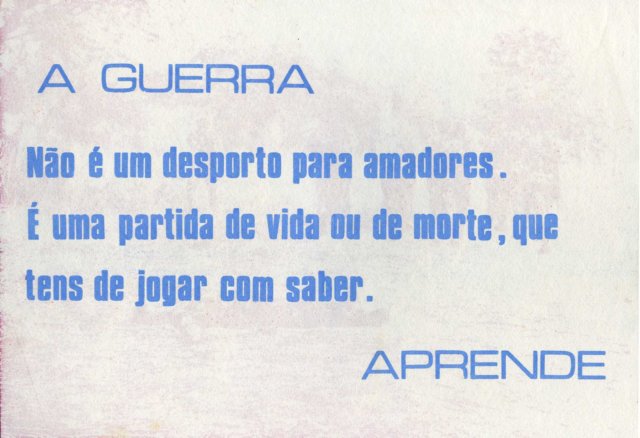 A GUERRA
Não é um desporto para amadores.
É uma partida de vida ou de morte, que
tens de jogar com saber.
APRENDE